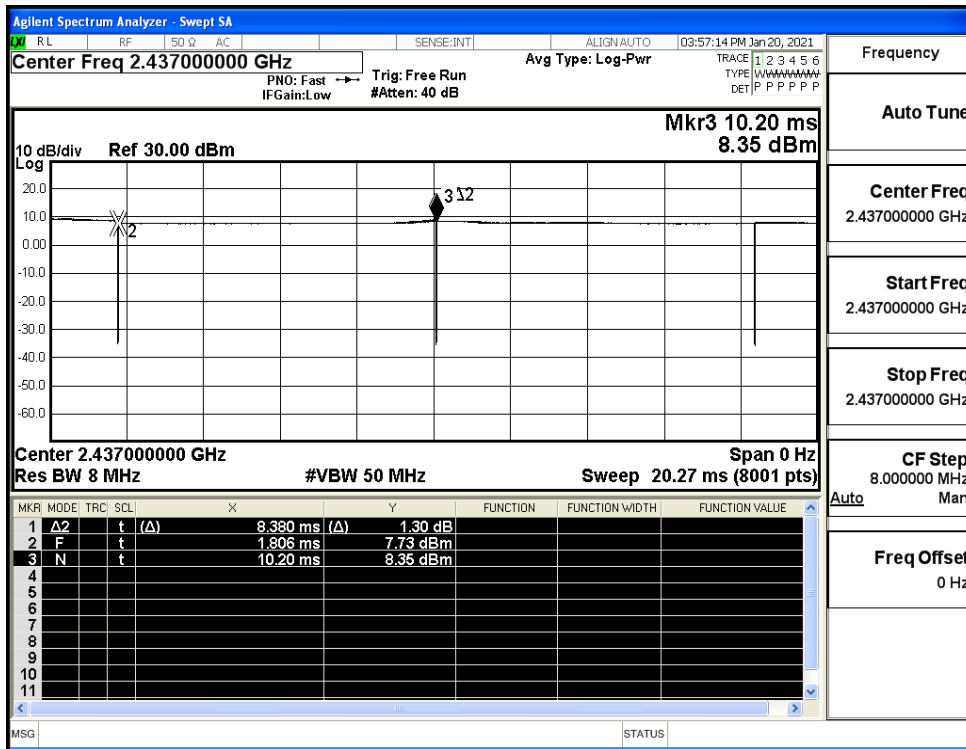 Agilent Spectrum Analyzer - Swept SA
LXI RL RF 50 Ω AC SENSE:INT ALIGN AUTO 03:57:14 PM Jan 20, 2021
Center Freq 2.437000000 GHz
PNO: Fast
IFGain:Low
Trig: Free Run
#Atten: 40 dB
Avg Type: Log-Pwr
TRACE 1 2 3 4 5 6
TYPE WWWWWW
DET P P P P P P
Mkr3 10.20 ms
8.35 dBm
10 dB/div Ref 30.00 dBm
Log
20.0
10.0
0.00
-10.0
-20.0
-30.0
-40.0
-50.0
-60.0
2
3 Δ2
Center 2.437000000 GHz Span 0 Hz
Res BW 8 MHz #VBW 50 MHz Sweep 20.27 ms (8001 pts)
MKR MODE TRC SCL X Y FUNCTION FUNCTION WIDTH FUNCTION VALUE
1 Δ2 t (Δ) 8.380 ms (Δ) 1.30 dB
2 F t 1.806 ms 7.73 dBm
3 N t 10.20 ms 8.35 dBm
4
5
6
7
8
9
10
11
MSG STATUS
Frequency
Auto Tune
Center Freq
2.437000000 GHz
Start Freq
2.437000000 GHz
Stop Freq
2.437000000 GHz
CF Step
8.000000 MHz
Auto Man
Freq Offset
0 Hz